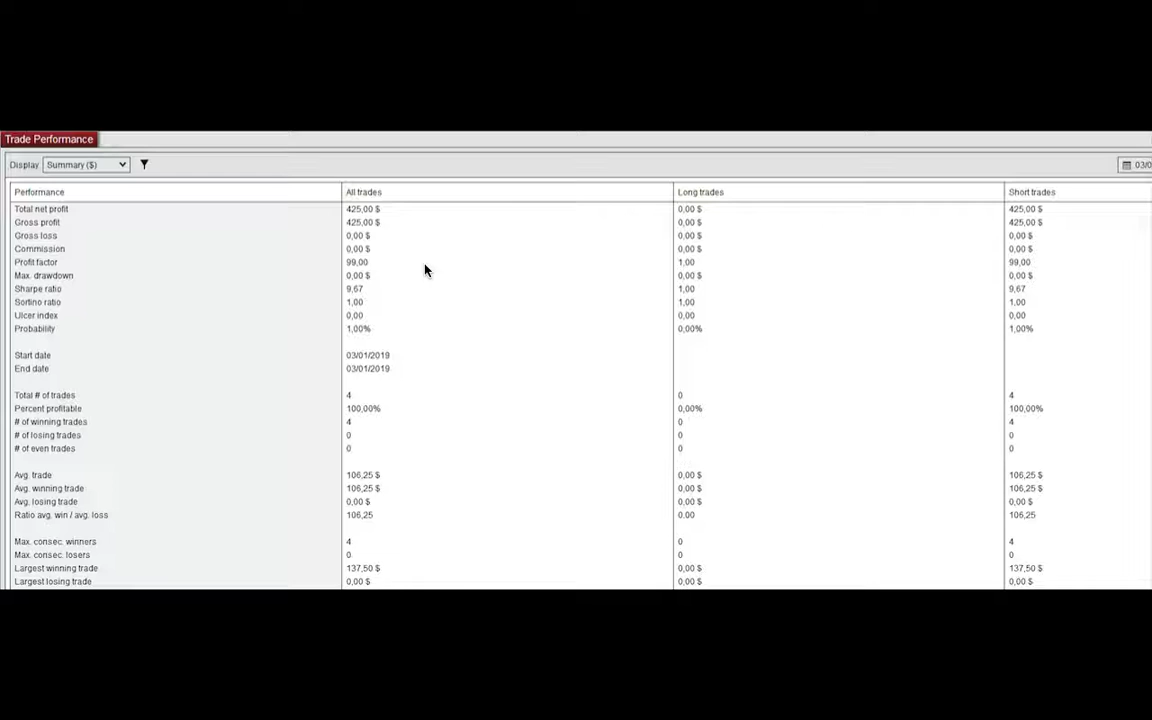 Trade Performance
Display Summary ($) 03/0
Performance All trades Long trades Short trades
Total net profit 425,00 $ 0,00 $ 425,00 $
Gross profit 425,00 $ 0,00 $ 425,00 $
Gross loss 0,00 $ 0,00 $ 0,00 $
Commission 0,00 $ 0,00 $ 0,00 $
Profit factor 99,00 1,00 99,00
Max. drawdown 0,00 $ 0,00 $ 0,00 $
Sharpe ratio 9,67 1,00 9,67
Sortino ratio 1,00 1,00 1,00
Ulcer index 0,00 0,00 0,00
Probability 1,00% 0,00% 1,00%
Start date 03/01/2019
End date 03/01/2019
Total # of trades 4 0 4
Percent profitable 100,00% 0,00% 100,00%
# of winning trades 4 0 4
# of losing trades 0 0 0
# of even trades 0 0 0
Avg. trade 106,25 $ 0,00 $ 106,25 $
Avg. winning trade 106,25 $ 0,00 $ 106,25 $
Avg. losing trade 0,00 $ 0,00 $ 0,00 $
Ratio avg. win / avg. loss 106,25 0.00 106,25
Max. consec. winners 4 0 4
Max. consec. losers 0 0 0
Largest winning trade 137,50 $ 0,00 $ 137,50 $
Largest losing trade 0,00 $ 0,00 $ 0,00 $